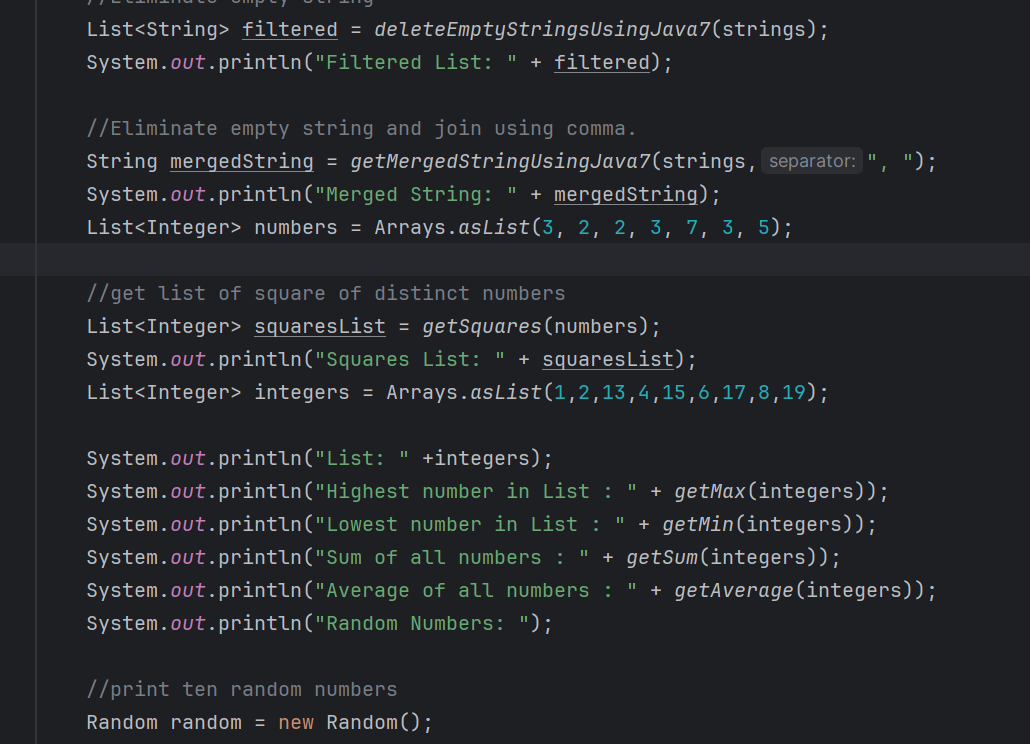 //Eliminate empty string
List<String> filtered = deleteEmptyStringsUsingJava7(strings);
System.out.println("Filtered List: " + filtered);
//Eliminate empty string and join using comma.
String mergedString = getMergedStringUsingJava7(strings, separator: ", ");
System.out.println("Merged String: " + mergedString);
List<Integer> numbers = Arrays.asList(3, 2, 2, 3, 7, 3, 5);
//get list of square of distinct numbers
List<Integer> squaresList = getSquares(numbers);
System.out.println("Squares List: " + squaresList);
List<Integer> integers = Arrays.asList(1,2,13,4,15,6,17,8,19);
System.out.println("List: " +integers);
System.out.println("Highest number in List : " + getMax(integers));
System.out.println("Lowest number in List : " + getMin(integers));
System.out.println("Sum of all numbers : " + getSum(integers));
System.out.println("Average of all numbers : " + getAverage(integers));
System.out.println("Random Numbers: ");
//print ten random numbers
Random random = new Random();